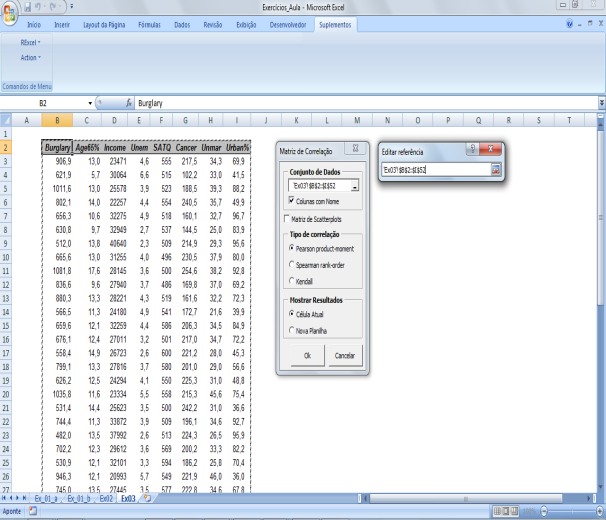 Exercicios_Aula - Microsoft Excel
Início Inserir Layout da Página Fórmulas Dados Revisão Exibição Desenvolvedor Suplementos
RExcel
Action
Comandos de Menu
B2 fx Burglary
A B C D E F G H I J K L M N O P Q R S T
1
2 Burglary Age65% Income Unem SATQ Cancer Unmar Urban%
3 906,9 13,0 23471 4,6 555 217,5 34,3 69,9
4 621,9 5,7 30064 6,6 515 102,2 33,0 41,5
5 1011,6 13,0 25578 3,9 523 188,5 39,3 88,2
6 802,1 14,0 22257 4,4 554 240,5 35,7 49,9
7 656,3 10,6 32275 4,9 518 160,1 32,7 96,7
8 630,8 9,7 32949 2,7 537 144,5 25,0 83,9
9 512,0 13,8 40640 2,3 509 214,9 29,3 95,6
10 665,6 13,0 31255 4,0 496 230,5 37,9 80,0
11 1081,8 17,6 28145 3,6 500 254,6 38,2 92,8
12 836,6 9,6 27940 3,7 486 169,8 37,0 69,2
13 880,3 13,3 28221 4,3 519 161,6 32,2 72,3
14 566,5 11,3 24180 4,9 541 172,7 21,6 39,9
15 659,6 12,1 32259 4,4 586 206,3 34,5 84,9
16 676,1 12,4 27011 3,2 501 217,0 34,7 72,2
17 558,4 14,9 26723 2,6 600 221,2 28,0 45,3
18 799,1 13,3 27816 3,7 580 201,0 29,0 56,6
19 626,2 12,5 24294 4,1 550 225,3 31,0 48,8
20 1035,8 11,6 23334 5,5 558 215,3 45,6 75,4
21 531,4 14,4 25623 3,5 500 242,2 31,0 36,6
22 744,4 11,3 33872 3,9 509 196,1 34,6 92,7
23 482,0 13,5 37992 2,6 513 224,3 26,5 95,9
24 702,2 12,3 29612 3,6 569 200,2 33,3 82,2
25 530,9 12,1 32101 3,3 594 186,2 25,8 70,4
26 946,3 12,1 20993 5,7 549 221,9 46,0 36,0
27 745,0 13,5 27445 3,5 577 222,8 34,6 67,8
Matriz de Correlação
Conjunto de Dados
'Ex03'!$B$2:$I$52
Colunas com Nome
Matriz de Scatterplots
Tipo de correlação
Pearson product-moment
Spearman rank-order
Kendall
Mostrar Resultados
Célula Atual
Nova Planilha
Ok Cancelar
Editar referência
'Ex03'!$B$2:$I$52
Ex_01_a Ex_01_b Ex02 Ex03
Aponte